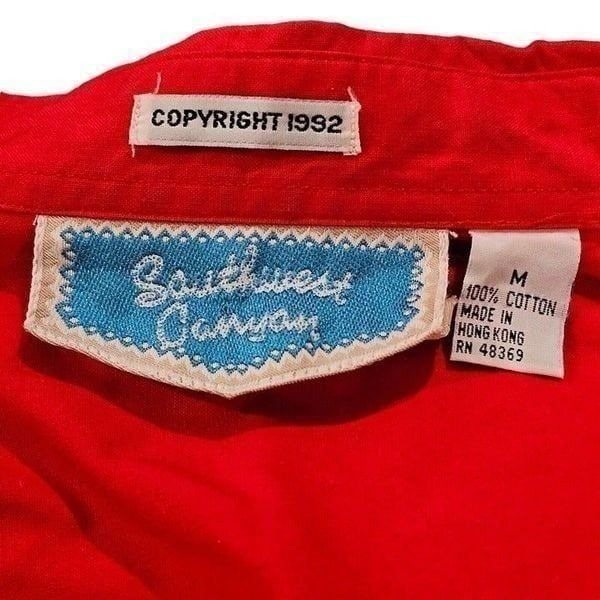 COPYRIGHT 1992
Southwest
Canyon
M
100% COTTON
MADE IN
HONG KONG
RN 48369